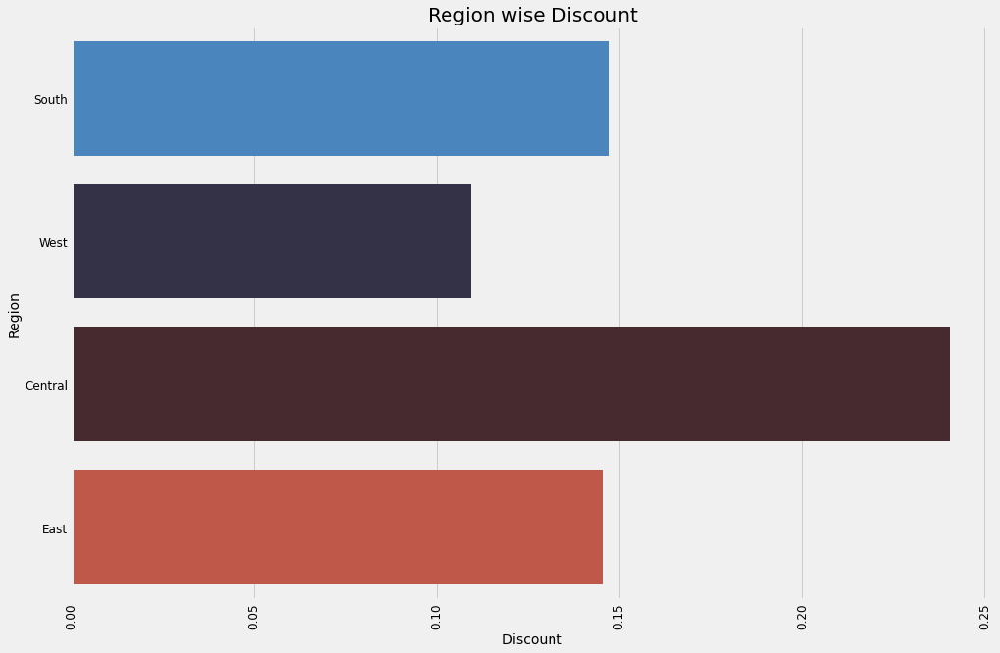 Region wise Discount
South
West
Central
East
Region
0.00
0.05
0.10
0.15
0.20
0.25
Discount